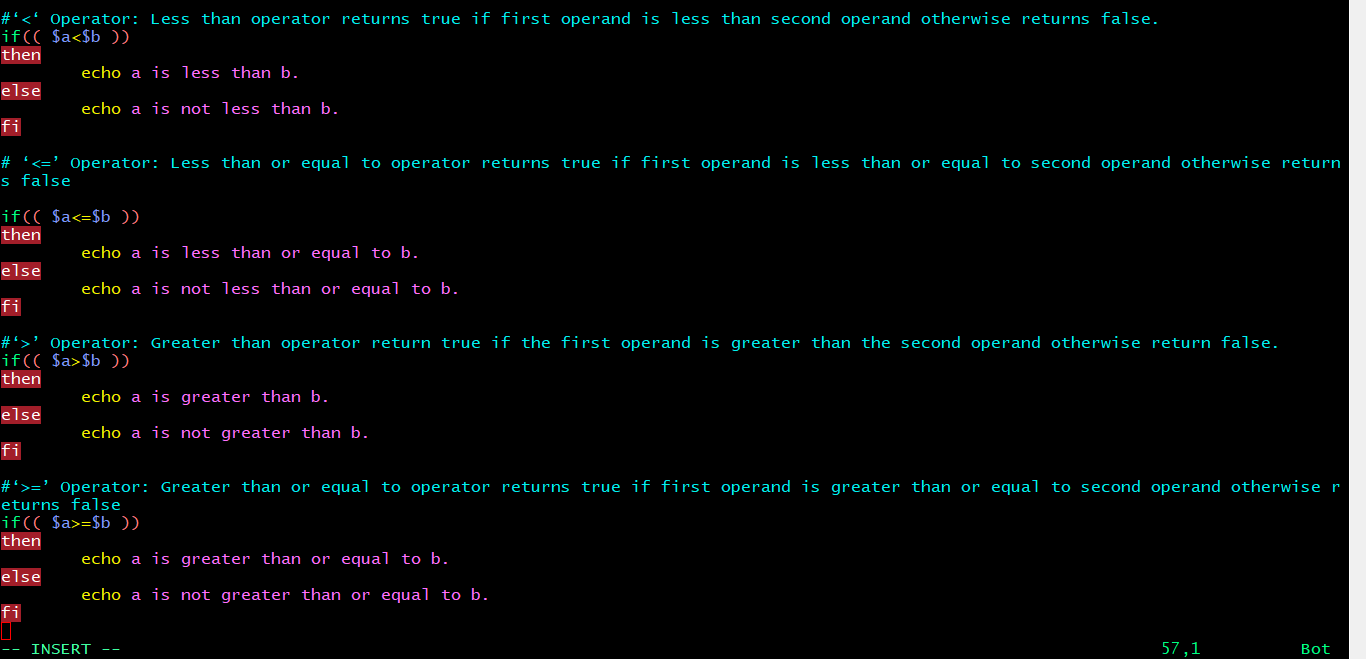 #‘<‘ Operator: Less than operator returns true if first operand is less than second operand otherwise returns false.
if(( $a<$b ))
then
        echo a is less than b.
else
        echo a is not less than b.
fi
# ‘<=’ Operator: Less than or equal to operator returns true if first operand is less than or equal to second operand otherwise return
s false
if(( $a<=$b ))
then
        echo a is less than or equal to b.
else
        echo a is not less than or equal to b.
fi
#‘>’ Operator: Greater than operator return true if the first operand is greater than the second operand otherwise return false.
if(( $a>$b ))
then
        echo a is greater than b.
else
        echo a is not greater than b.
fi
#‘>=’ Operator: Greater than or equal to operator returns true if first operand is greater than or equal to second operand otherwise r
eturns false
if(( $a>=$b ))
then
        echo a is greater than or equal to b.
else
        echo a is not greater than or equal to b.
fi
-- INSERT -- 57,1 Bot